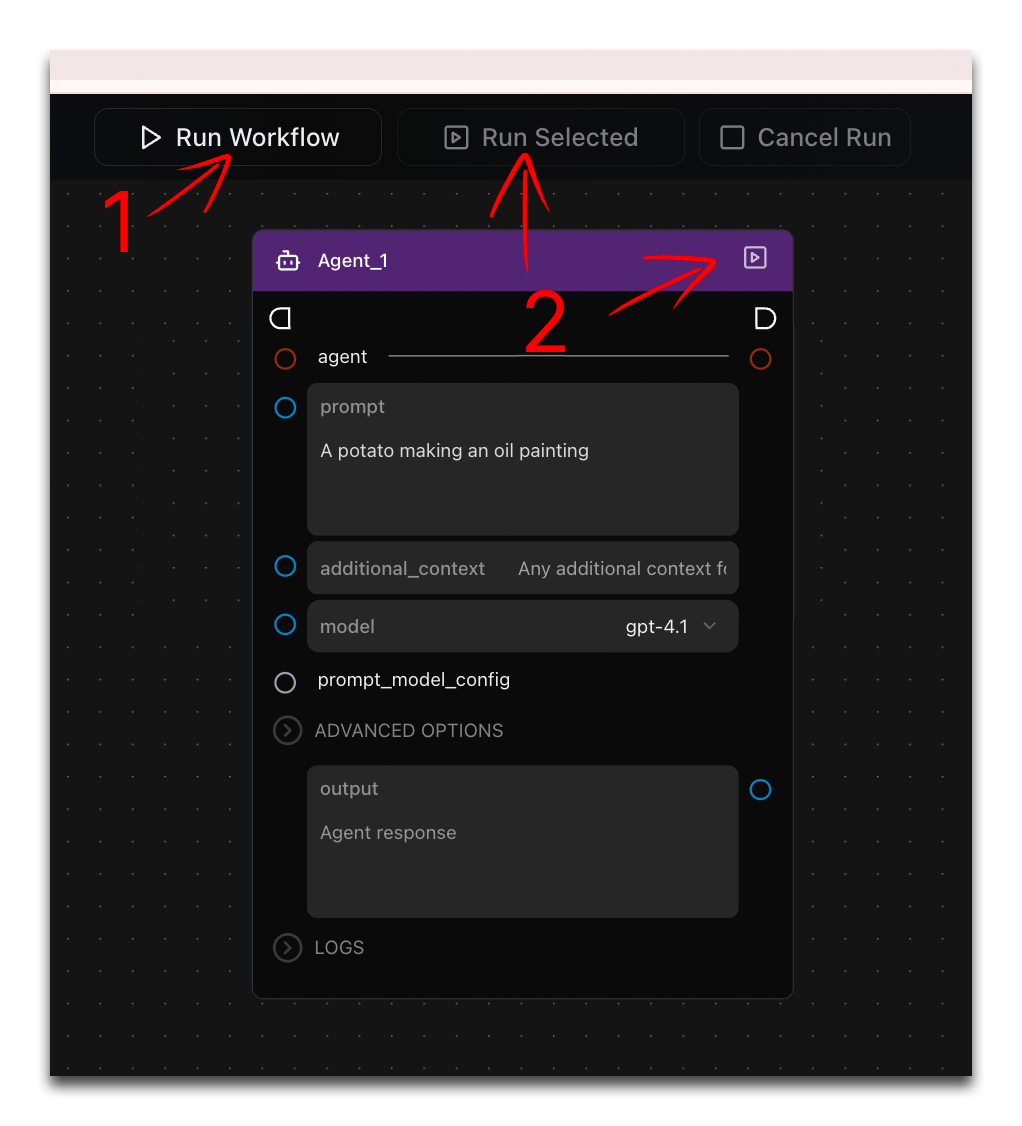 Run Workflow
Run Selected
Cancel Run
1
Agent_1
2
agent
prompt
A potato making an oil painting
additional_context Any additional context fo
model gpt-4.1
prompt_model_config
ADVANCED OPTIONS
output
Agent response
LOGS